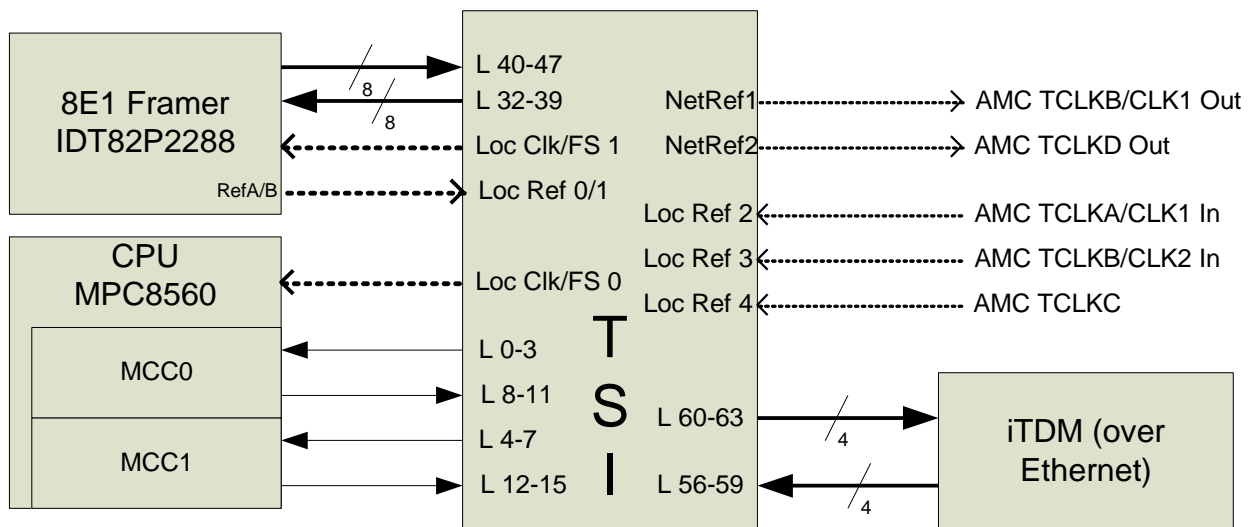 8E1 Framer
IDT82P2288
RefA/B
8
8
CPU
MPC8560
MCC0
MCC1
L 40-47
L 32-39
Loc Clk/FS 1
Loc Ref 0/1
Loc Clk/FS 0
L 0-3
L 8-11
L 4-7
L 12-15
T
S
I
NetRef1
NetRef2
Loc Ref 2
Loc Ref 3
Loc Ref 4
L 60-63
L 56-59
AMC TCLKB/CLK1 Out
AMC TCLKD Out
AMC TCLKA/CLK1 In
AMC TCLKB/CLK2 In
AMC TCLKC
4
4
iTDM (over
Ethernet)